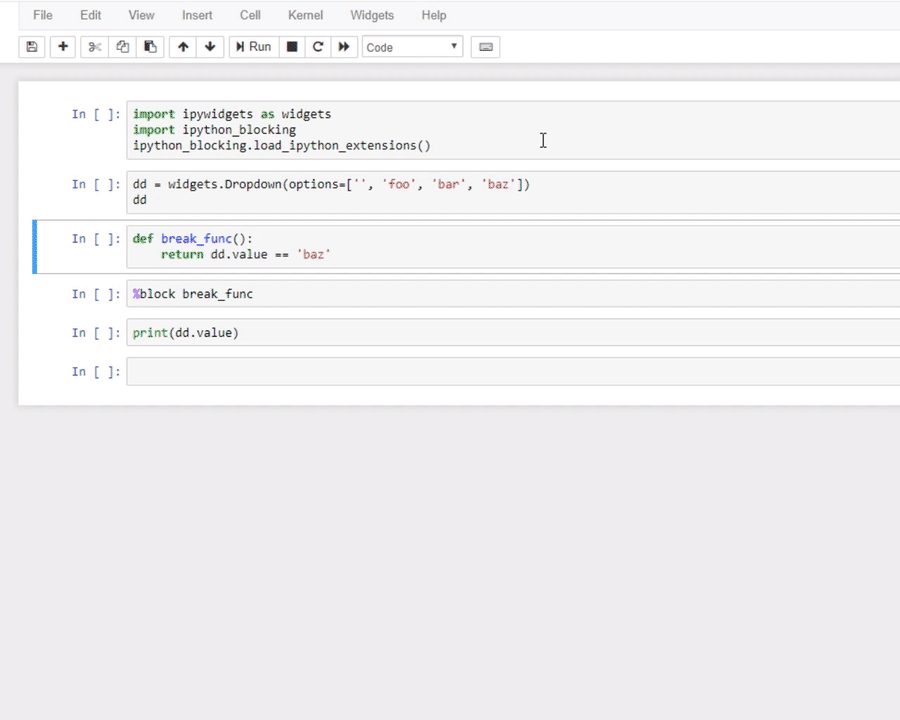 File Edit View Insert Cell Kernel Widgets Help
Run Code
In [ ]: import ipywidgets as widgets
import ipython_blocking
ipython_blocking.load_ipython_extensions()
In [ ]: dd = widgets.Dropdown(options=['', 'foo', 'bar', 'baz'])
dd
In [ ]: def break_func():
    return dd.value == 'baz'
In [ ]: %block break_func
In [ ]: print(dd.value)
In [ ]: